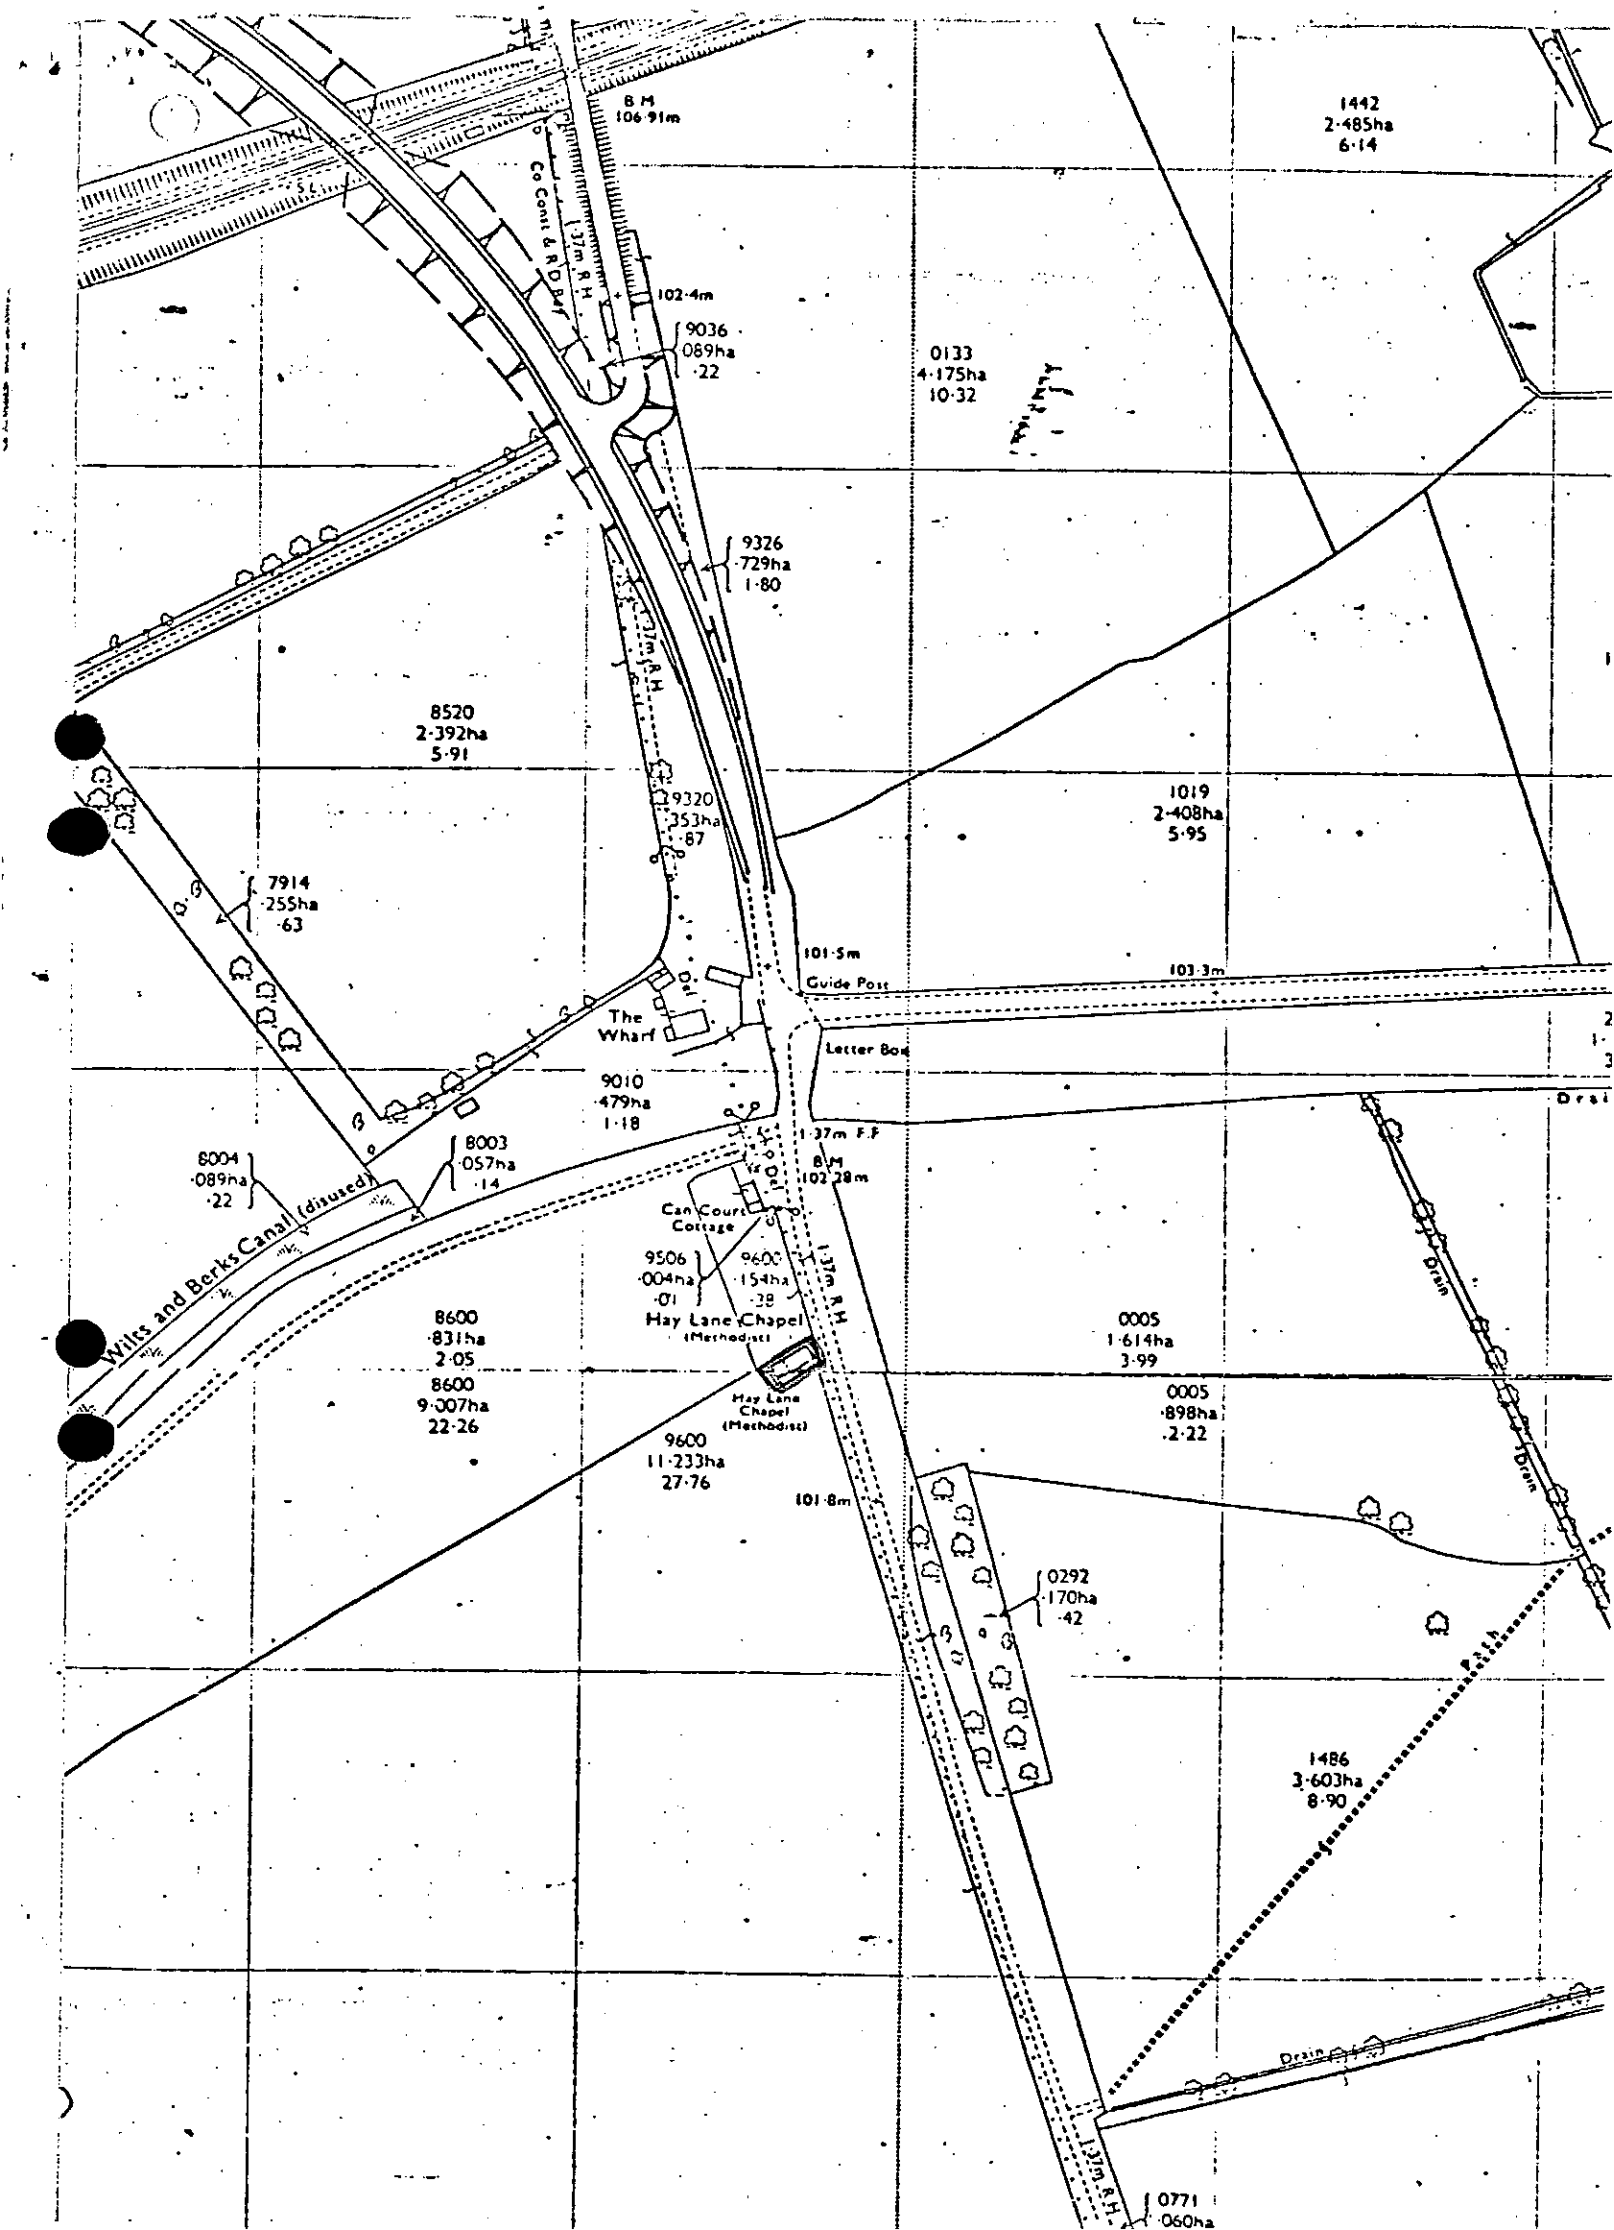 B M
106·91m
1442
2·485ha
6·14
Co Const & R D Bdy
1·37m R H
102·4m
9036
·089ha
·22
0133
4·175ha
10·32
9326
·729ha
1·80
1·37m R H
8520
2·392ha
5·91
9320
·353ha
·87
1019
2·408ha
5·95
7914
·255ha
·63
101·5m
Guide Post
103·3m
Def
The
Wharf
Letter Box
9010
·479ha
1·18
Drai
1·37m F.F
8004
·089ha
·22
8003
·057ha
·14
B M
102·28m
Def
Wilts and Berks Canal (disused)
Can Court
Cottage
9506
·004ha
·01
9600
·154ha
·38
1·37m R H
Drain
Hay Lane Chapel
(Methodist)
8600
·831ha
2·05
0005
1·614ha
3·99
8600
9·007ha
22·26
0005
·898ha
2·22
Hay Lane
Chapel
(Methodist)
9600
11·233ha
27·76
Drain
101·8m
0292
·170ha
·42
Path
1486
3·603ha
8·90
Drain
1·37m R H
0771
·060ha